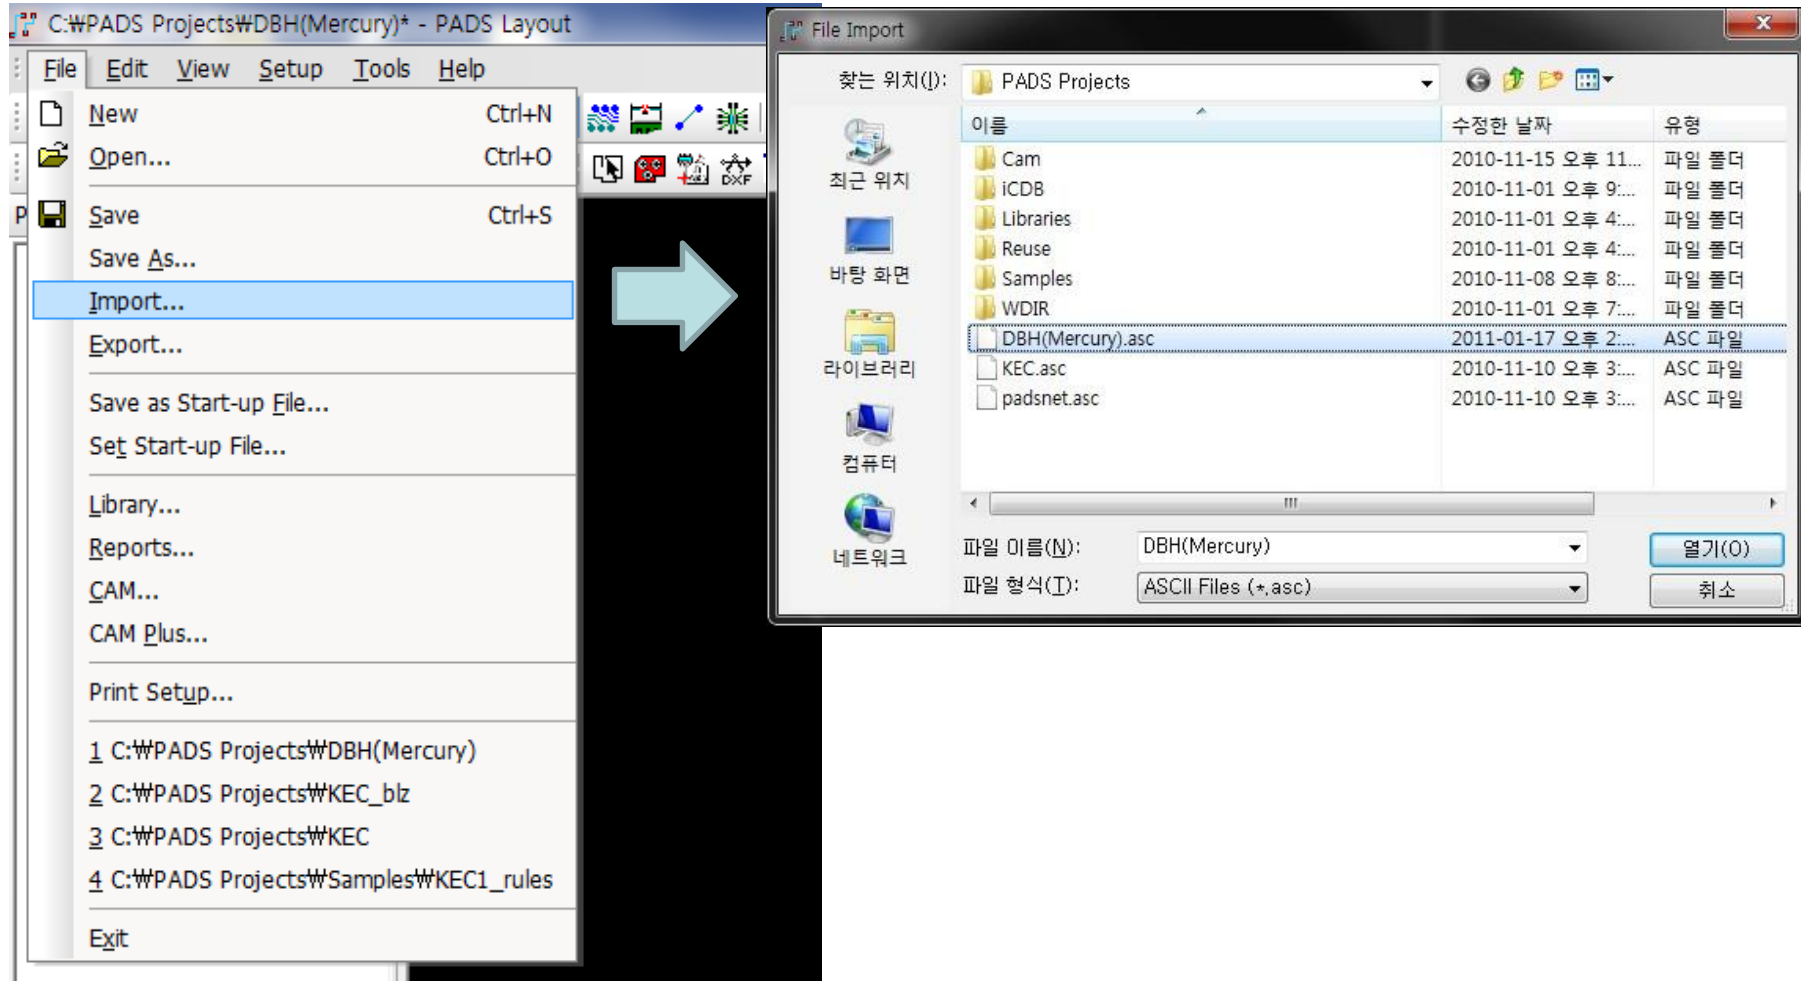 C:₩PADS Projects₩DBH(Mercury)* - PADS Layout
File Edit View Setup Tools Help
New Ctrl+N
Open... Ctrl+O
Save Ctrl+S
Save As...
Import...
Export...
Save as Start-up File...
Set Start-up File...
Library...
Reports...
CAM...
CAM Plus...
Print Setup...
1 C:₩PADS Projects₩DBH(Mercury)
2 C:₩PADS Projects₩KEC_blz
3 C:₩PADS Projects₩KEC
4 C:₩PADS Projects₩Samples₩KEC1_rules
Exit
P
DXF
File Import
찾는 위치(I): PADS Projects
최근 위치
바탕 화면
라이브러리
컴퓨터
네트워크
이름 수정한 날짜 유형
Cam 2010-11-15 오후 11... 파일 폴더
iCDB 2010-11-01 오후 9:... 파일 폴더
Libraries 2010-11-01 오후 4:... 파일 폴더
Reuse 2010-11-01 오후 4:... 파일 폴더
Samples 2010-11-08 오후 8:... 파일 폴더
WDIR 2010-11-01 오후 7:... 파일 폴더
DBH(Mercury).asc 2011-01-17 오후 2:... ASC 파일
KEC.asc 2010-11-10 오후 3:... ASC 파일
padsnet.asc 2010-11-10 오후 3:... ASC 파일
파일 이름(N): DBH(Mercury) 열기(O)
파일 형식(T): ASCII Files (*.asc) 취소